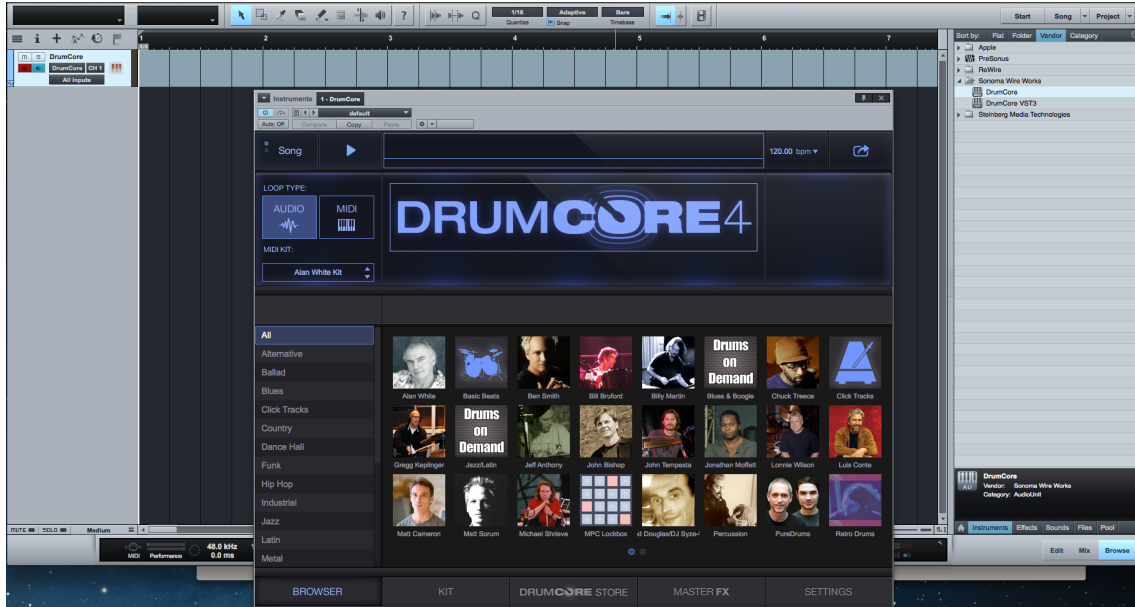 ? Q 1/16 Adaptive Bars
Quantize Snap Timebase
Start Song Project
DrumCore
DrumCore CH 1
All Inputs
M S
1 2 3 4 5 6 7
4/4
Sort by: Flat Folder Vendor Category
Apple
PreSonus
ReWire
Sonoma Wire Works
DrumCore
DrumCore VST3
Steinberg Media Technologies
Instruments 1 - DrumCore
default
Auto: Off Compare Copy Paste
Song 120.00 bpm
LOOP TYPE:
AUDIO MIDI
MIDI KIT:
Alan White Kit
DRUMCORE4
All
Alternative
Ballad
Blues
Click Tracks
Country
Dance Hall
Funk
Hip Hop
Industrial
Jazz
Latin
Metal
Drums
on
Demand
Alan White Basic Beats Ben Smith Bill Bruford Billy Martin Blues & Boogie Chuck Treece Click Tracks
Drums
on
Demand
Gregg Keplinger Jazz/Latin Jeff Anthony John Bishop John Tempesta Jonathan Moffett Lonnie Wilson Luis Conte
Matt Cameron Matt Sorum Michael Shrieve MPC Lockbox d Douglas/DJ Syze- Percussion PureDrums Retro Drums
BROWSER KIT DRUMCORE STORE MASTER FX SETTINGS
DrumCore
Vendor: Sonoma Wire Works
Category: AudioUnit
AU
Instruments Effects Sounds Files Pool
Edit Mix Browse
MUTE SOLO Medium
MIDI Performance 48.0 kHz
0.0 ms